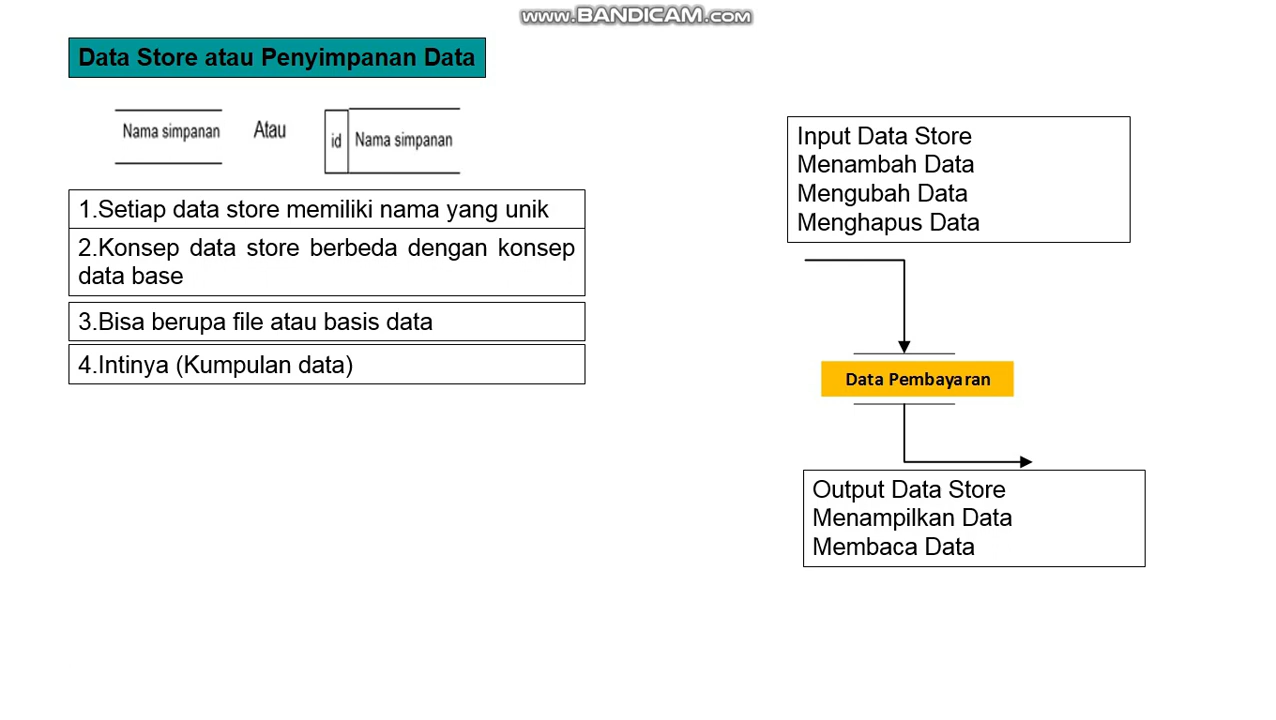 www.BANDICAM.com
Data Store atau Penyimpanan Data
Nama simpanan
Atau
id
Nama simpanan
1.Setiap data store memiliki nama yang unik
2.Konsep data store berbeda dengan konsep
data base
3.Bisa berupa file atau basis data
4.Intinya (Kumpulan data)
Input Data Store
Menambah Data
Mengubah Data
Menghapus Data
Data Pembayaran
Output Data Store
Menampilkan Data
Membaca Data